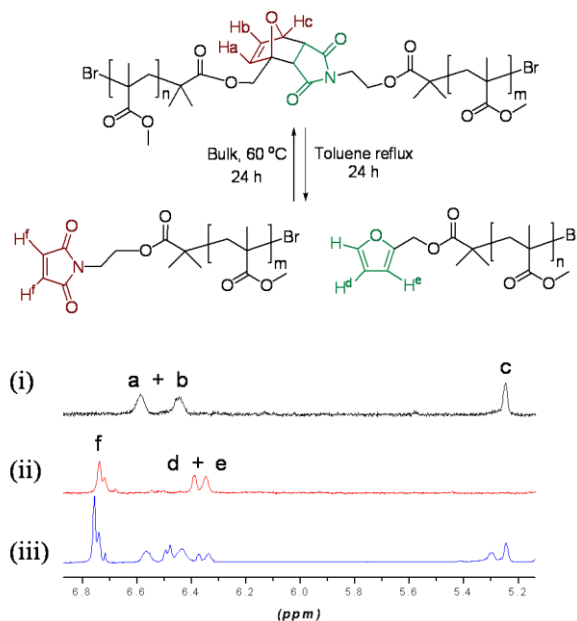 Hb O Hc
Ha O
Br O N O
[ ]n O O O [ ]m Br
O O O O
Bulk, 60 °C Toluene reflux
24 h 24 h
Hf O O Br O Br
N O [ ]m H O O [ ]n
Hf O O O Hd He O O
(i) a + b c
(ii) f d + e
(iii)
6.8 6.6 6.4 6.2 6.0 5.8 5.6 5.4 5.2
(ppm)